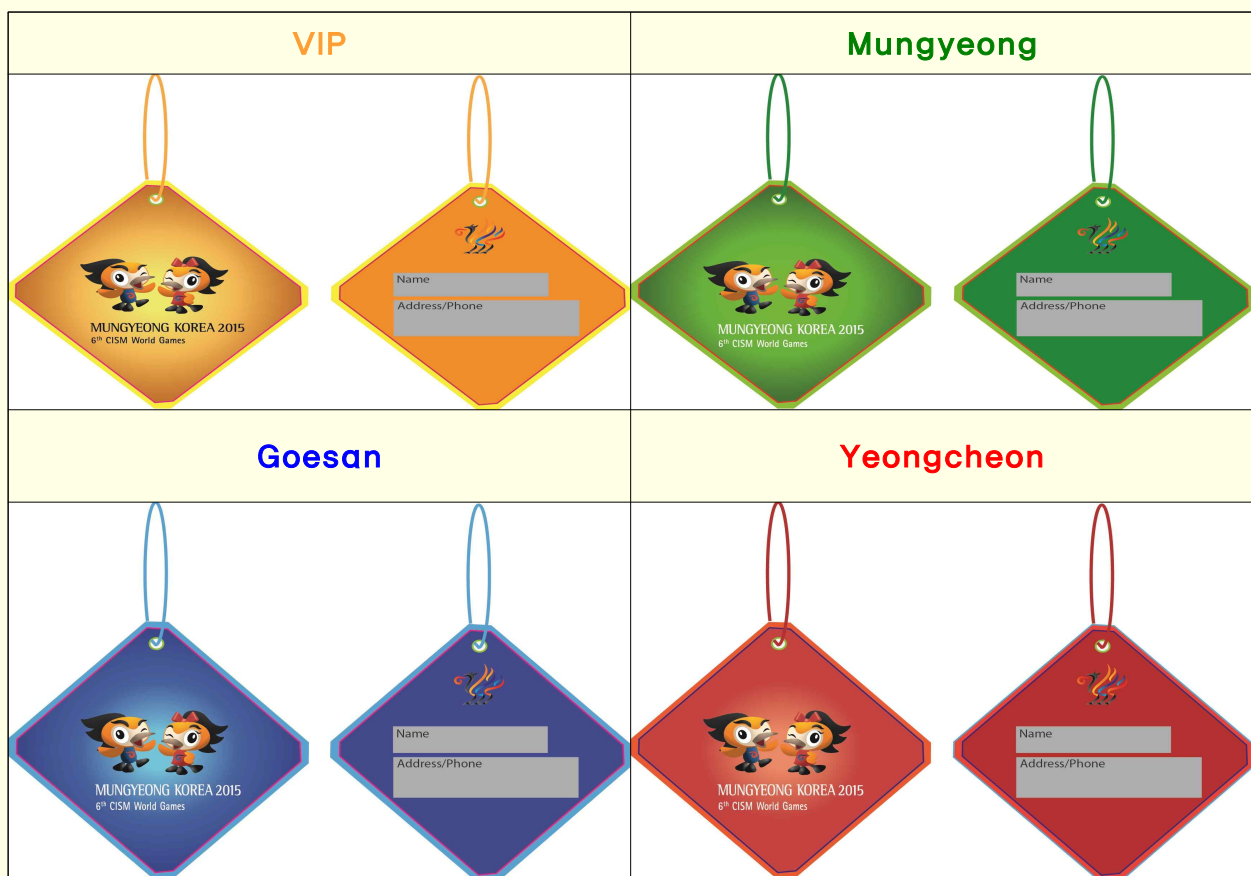 VIP
Mungyeong
MUNGYEONG KOREA 2015
6th CISM World Games
Name
Address/Phone
MUNGYEONG KOREA 2015
6th CISM World Games
Name
Address/Phone
Goesan
Yeongcheon
MUNGYEONG KOREA 2015
6th CISM World Games
Name
Address/Phone
MUNGYEONG KOREA 2015
6th CISM World Games
Name
Address/Phone